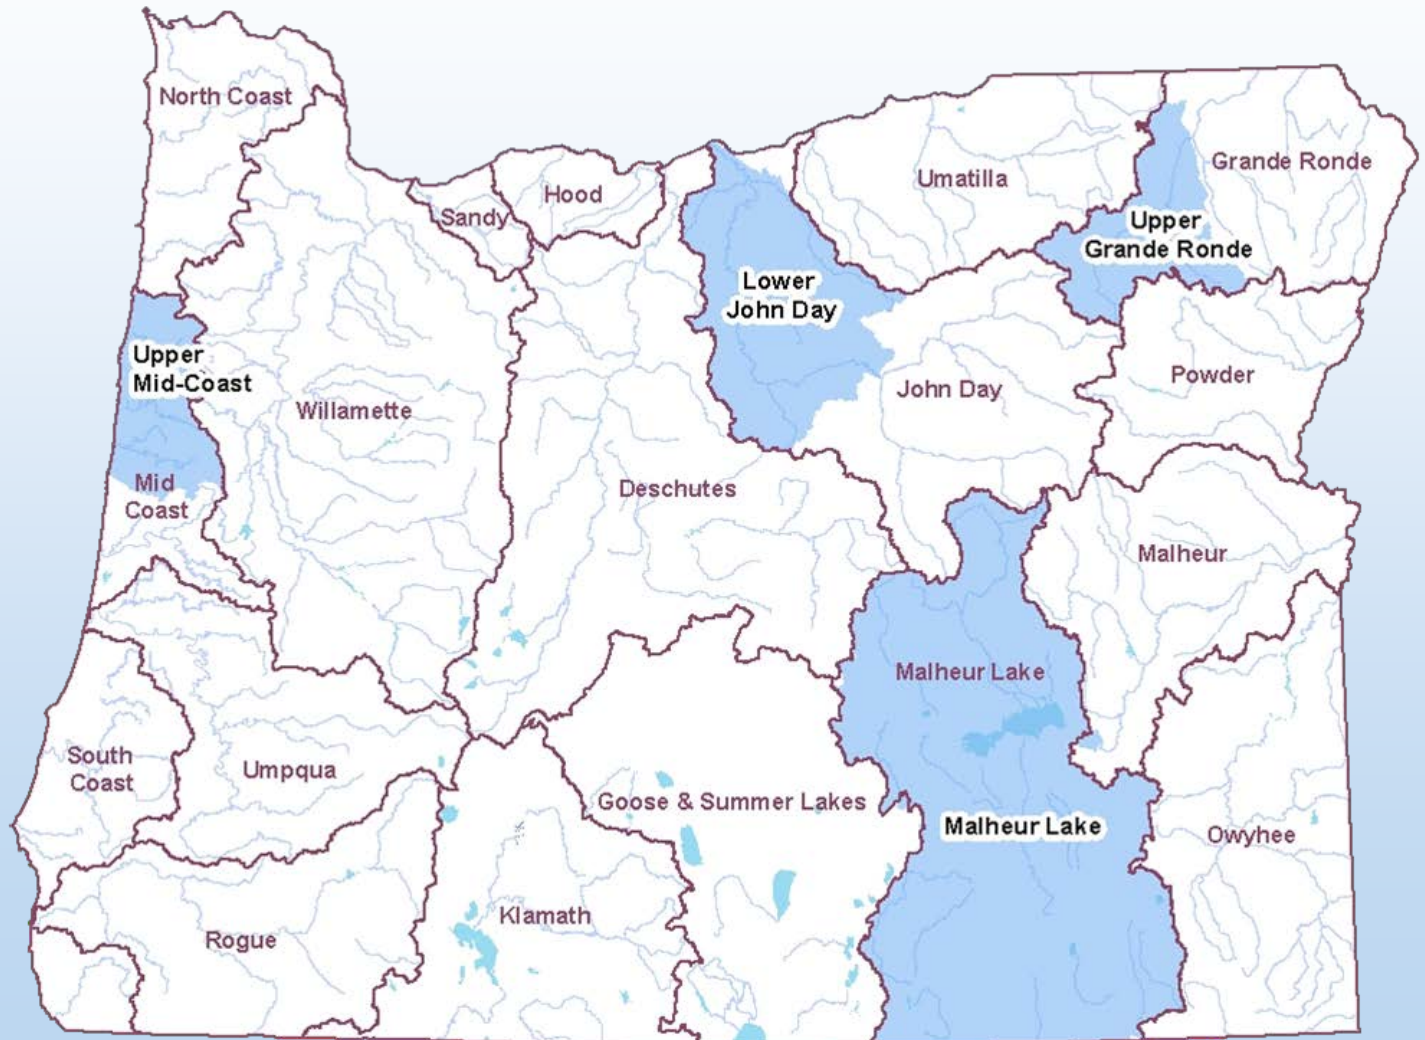 North Coast
Grande Ronde
Umatilla
Hood
Sandy
Upper
Grande Ronde
Lower
John Day
Upper
Mid-Coast
Powder
John Day
Willamette
Mid
Coast
Deschutes
Malheur
Malheur Lake
South
Coast
Umpqua
Goose & Summer Lakes
Malheur Lake
Owyhee
Klamath
Rogue